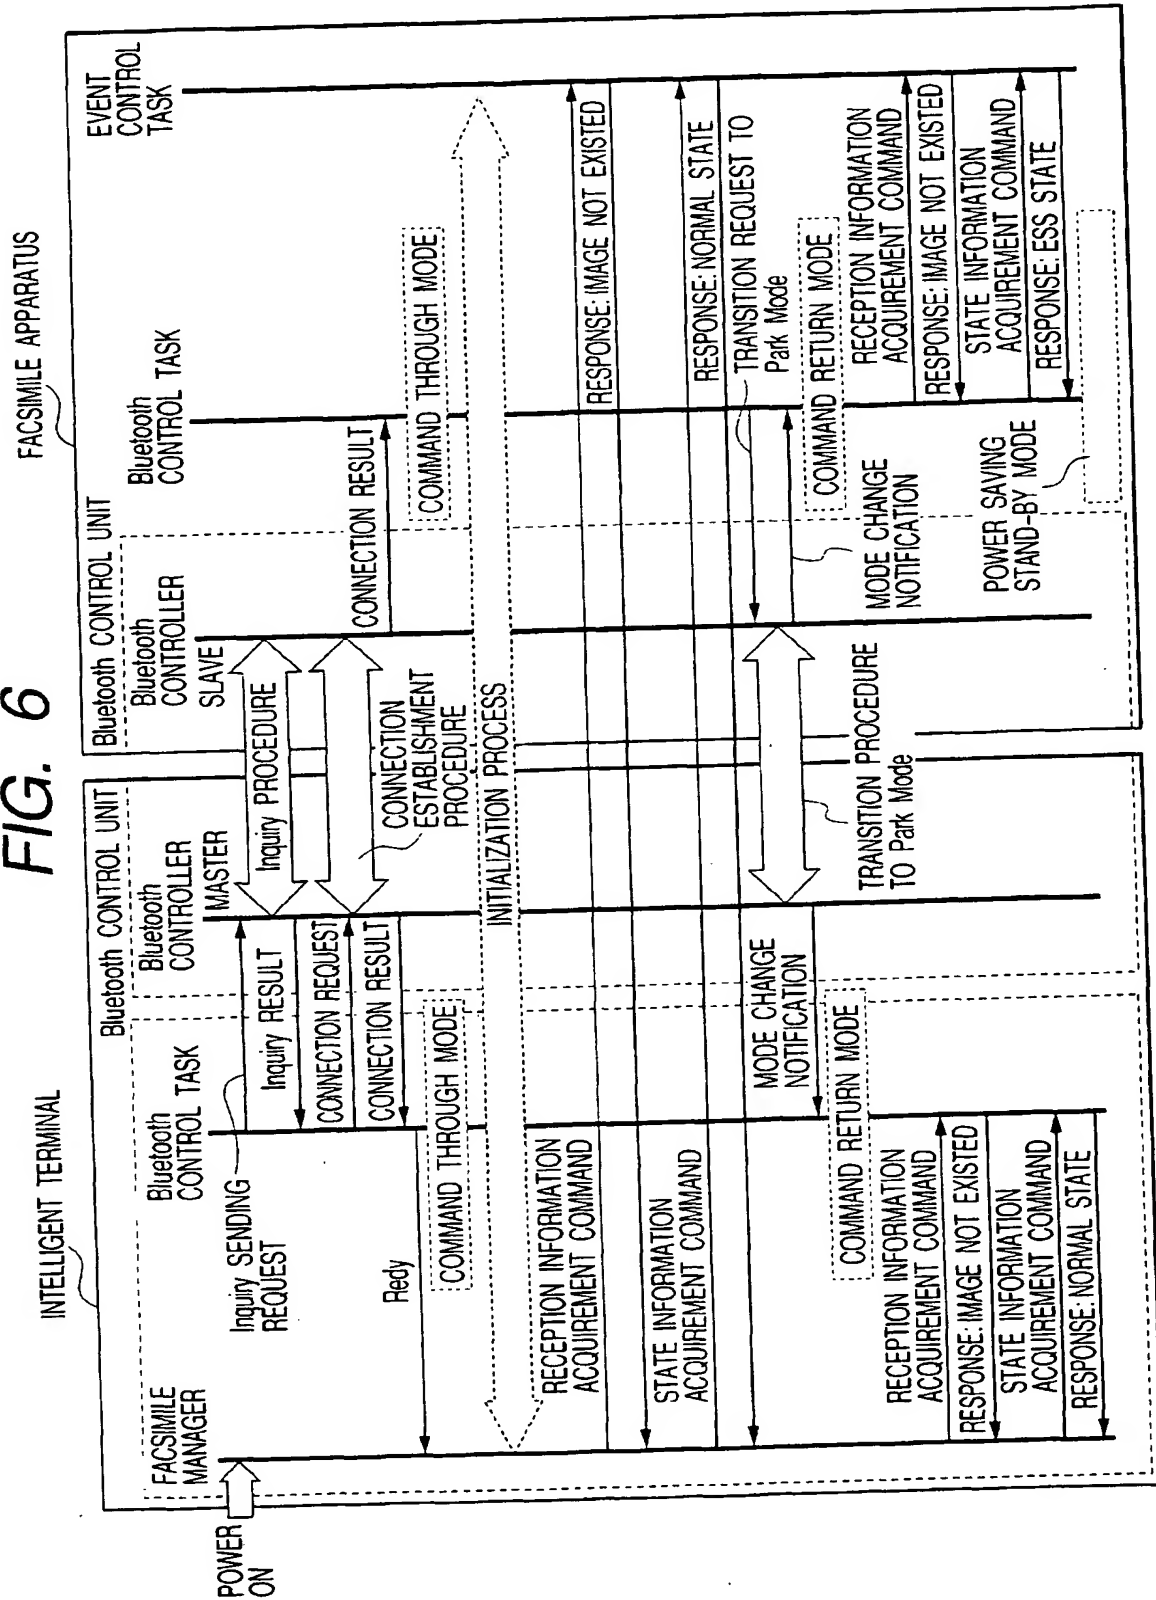 FIG. 6
INTELLIGENT TERMINAL
FACSIMILE APPARATUS
Bluetooth CONTROL UNIT
Bluetooth CONTROL UNIT
POWER
ON
FACSIMILE
MANAGER
Bluetooth
CONTROL TASK
Bluetooth
CONTROLLER
MASTER
Bluetooth
CONTROLLER
SLAVE
Bluetooth
CONTROL TASK
EVENT
CONTROL
TASK
Inquiry SENDING
REQUEST
Inquiry PROCEDURE
Inquiry RESULT
CONNECTION REQUEST
CONNECTION
ESTABLISHMENT
PROCEDURE
CONNECTION RESULT
CONNECTION RESULT
Redy
COMMAND THROUGH MODE
COMMAND THROUGH MODE
INITIALIZATION PROCESS
RECEPTION INFORMATION
ACQUIREMENT COMMAND
RESPONSE: IMAGE NOT EXISTED
STATE INFORMATION
ACQUIREMENT COMMAND
RESPONSE: NORMAL STATE
TRANSITION REQUEST TO
Park Mode
MODE CHANGE
NOTIFICATION
TRANSITION PROCEDURE
TO Park Mode
MODE CHANGE
NOTIFICATION
COMMAND RETURN MODE
COMMAND RETURN MODE
RECEPTION INFORMATION
ACQUIREMENT COMMAND
RESPONSE: IMAGE NOT EXISTED
STATE INFORMATION
ACQUIREMENT COMMAND
RESPONSE: NORMAL STATE
RECEPTION INFORMATION
ACQUIREMENT COMMAND
RESPONSE: IMAGE NOT EXISTED
STATE INFORMATION
ACQUIREMENT COMMAND
RESPONSE: ESS STATE
POWER SAVING
STAND-BY MODE